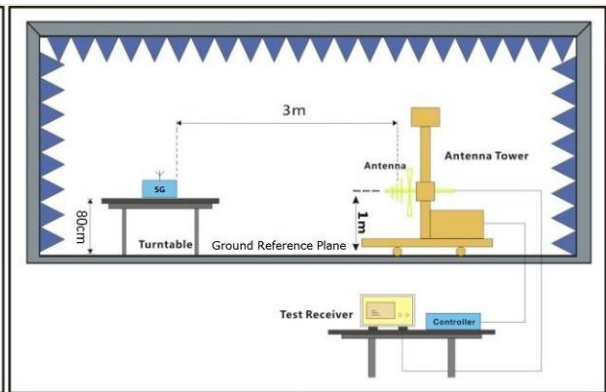 3m
Antenna
Antenna Tower
SG
80cm
1m
Turntable
Ground Reference Plane
Test Receiver
Controller